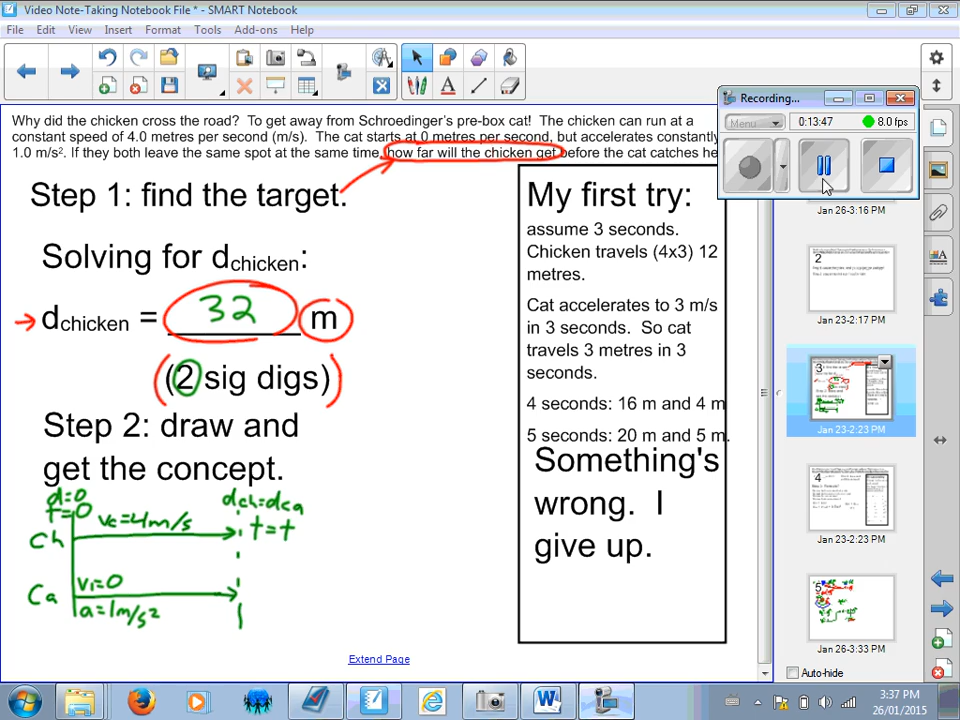 Video Note-Taking Notebook File * - SMART Notebook
File Edit View Insert Format Tools Add-ons Help
Recording...
Menu 0:13:47 8.0 fps
Why did the chicken cross the road? To get away from Schroedinger's pre-box cat! The chicken can run at a
constant speed of 4.0 metres per second (m/s). The cat starts at 0 metres per second, but accelerates constantly
1.0 m/s². If they both leave the same spot at the same time, how far will the chicken get before the cat catches he
Step 1: find the target.
Solving for dchicken:
dchicken = 32 m
(2 sig digs)
Step 2: draw and
get the concept.
d=0
t=0
vc=4m/s
dch=dca
t=t
Ch
Ca
v1=0
a=1m/s²
My first try:
assume 3 seconds.
Chicken travels (4x3) 12
metres.
Cat accelerates to 3 m/s
in 3 seconds. So cat
travels 3 metres in 3
seconds.
4 seconds: 16 m and 4 m
5 seconds: 20 m and 5 m.
Something's
wrong. I
give up.
Extend Page
Jan 26-3:16 PM
2
Jan 23-2:17 PM
3
Jan 23-2:23 PM
4
Jan 23-2:23 PM
5
Jan 26-3:33 PM
Auto-hide
3:37 PM
26/01/2015